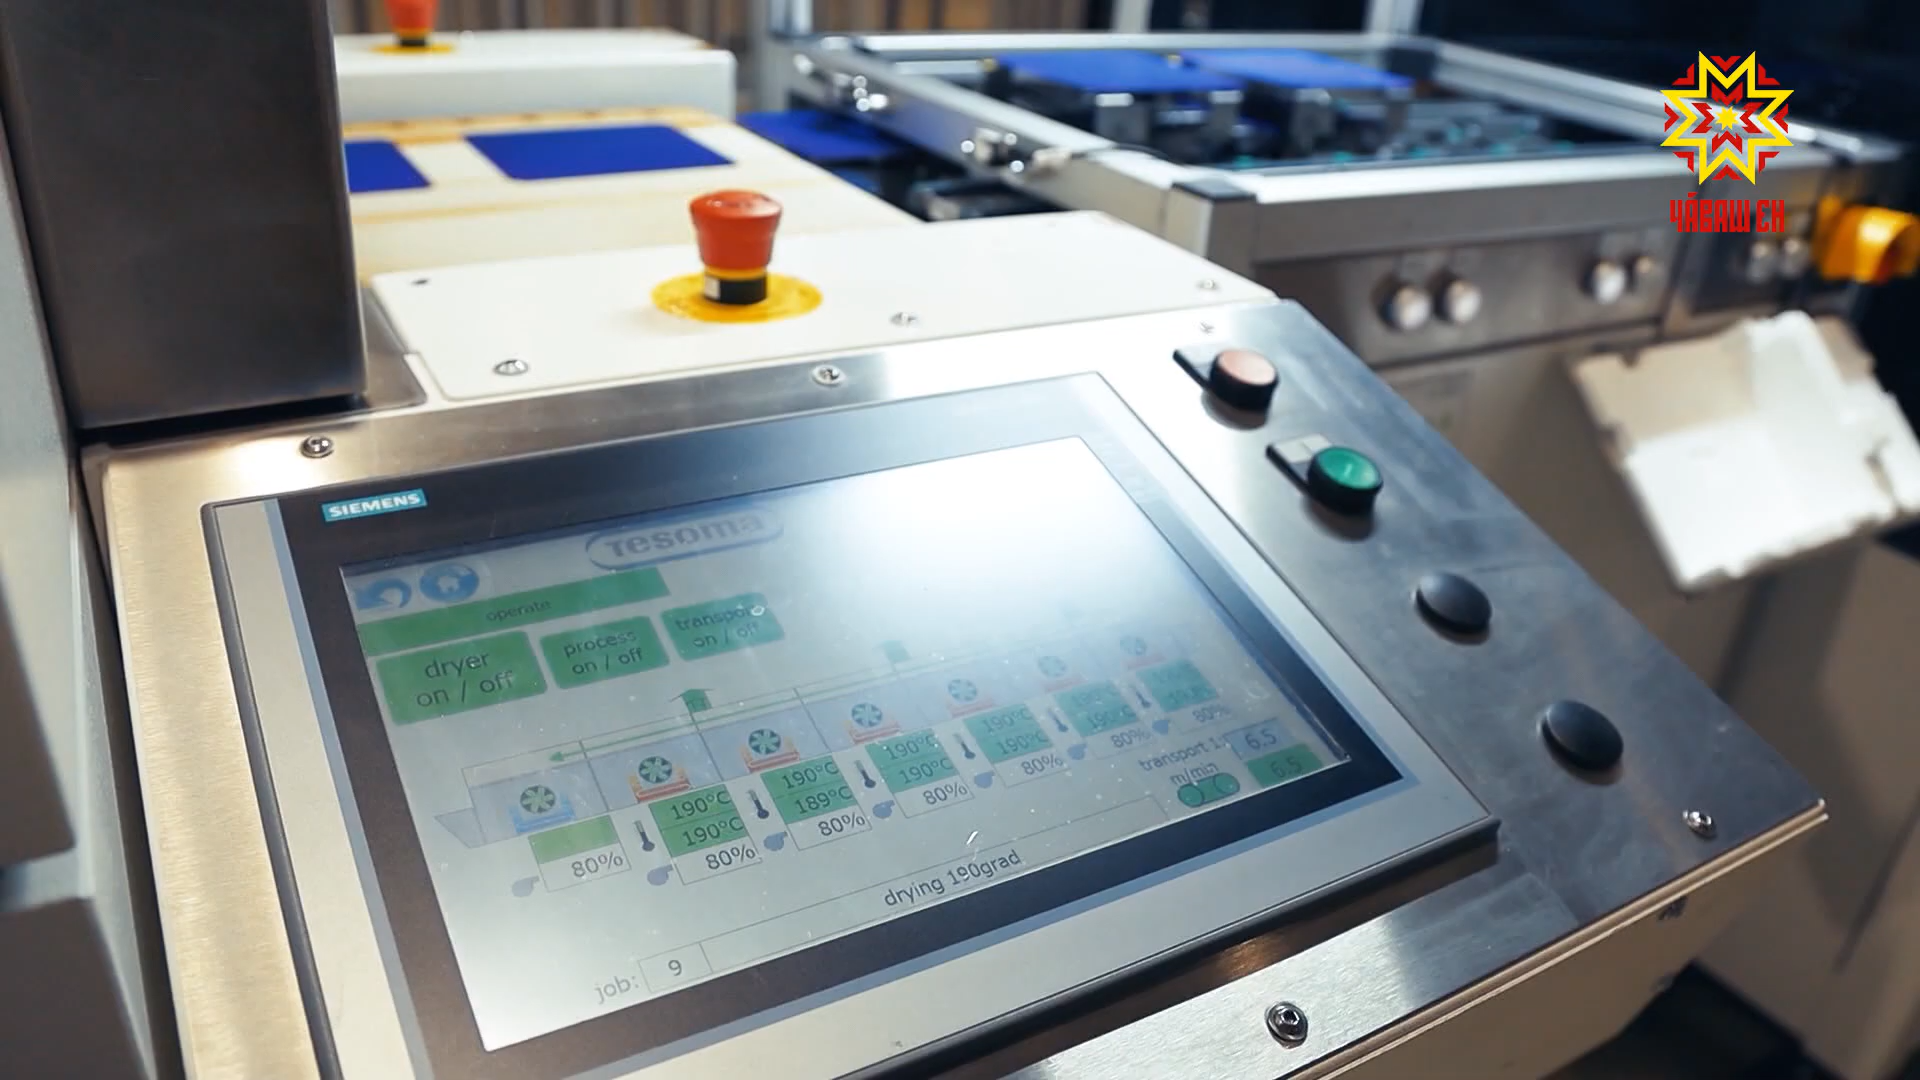 ЧӐВАШ ЕН
SIEMENS
Tesoma
operate
dryer
on / off
process
on / off
transport
on / off
190°C
190°C
80%
190°C
189°C
80%
190°C
190°C
80%
190°C
190°C
80%
190°C
80%
80%
80%
transport 1:
m/min
6.5
6.5
drying 190grad
job: 9